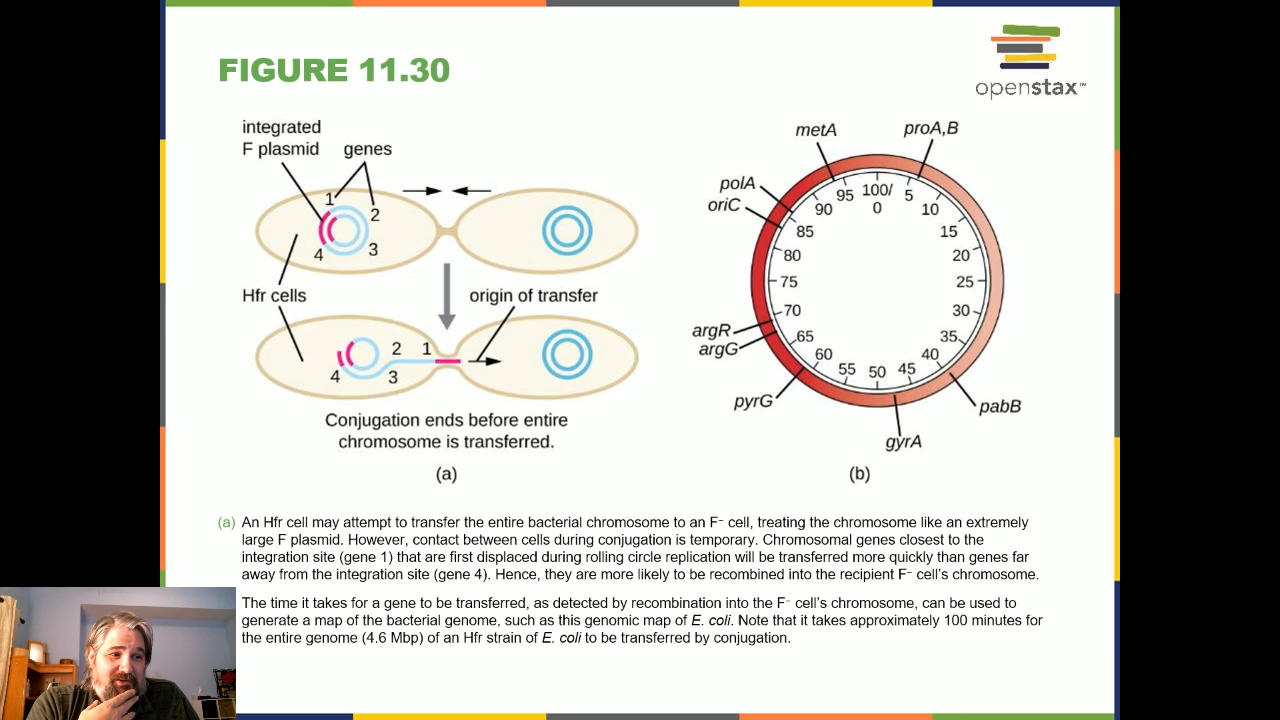 FIGURE 11.30
openstax™
integrated
F plasmid
genes
1
2
3
4
Hfr cells
origin of transfer
2
1
4
3
Conjugation ends before entire
chromosome is transferred.
(a)
metA
proA,B
polA
oriC
argR
argG
pyrG
gyrA
pabB
100/
0
5
10
15
20
25
30
35
40
45
50
55
60
65
70
75
80
85
90
95
(b)
(a) An Hfr cell may attempt to transfer the entire bacterial chromosome to an F⁻ cell, treating the chromosome like an extremely
large F plasmid. However, contact between cells during conjugation is temporary. Chromosomal genes closest to the
integration site (gene 1) that are first displaced during rolling circle replication will be transferred more quickly than genes far
away from the integration site (gene 4). Hence, they are more likely to be recombined into the recipient F⁻ cell's chromosome.
The time it takes for a gene to be transferred, as detected by recombination into the F⁻ cell's chromosome, can be used to
generate a map of the bacterial genome, such as this genomic map of E. coli. Note that it takes approximately 100 minutes for
the entire genome (4.6 Mbp) of an Hfr strain of E. coli to be transferred by conjugation.